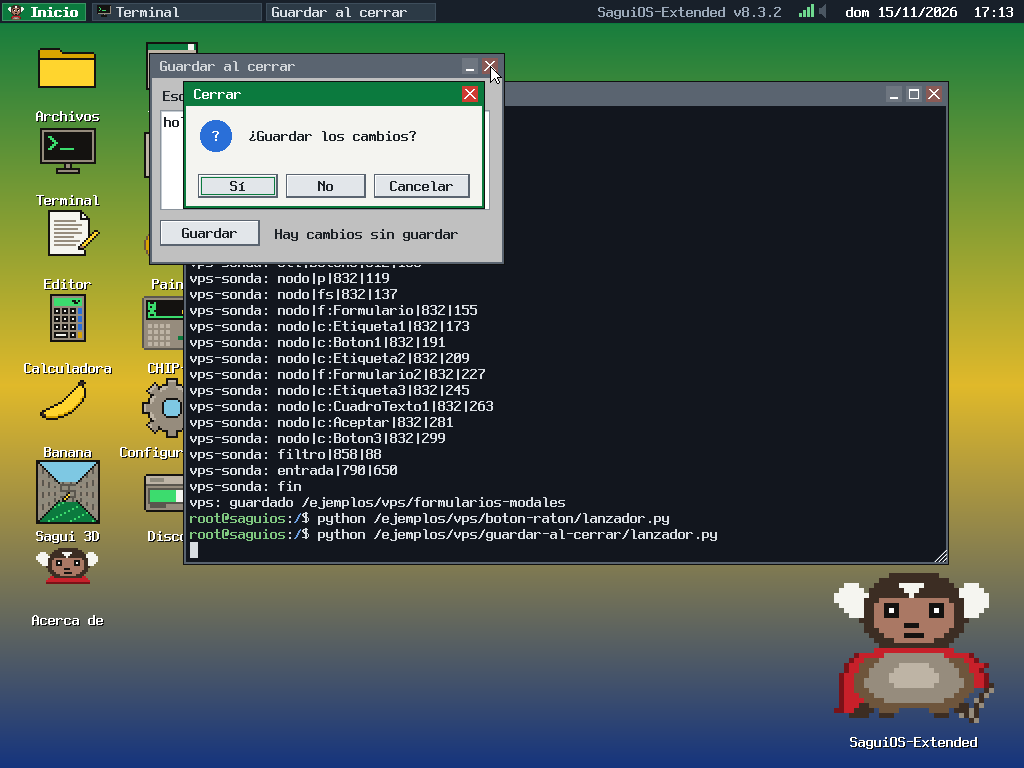 Inicio
Terminal
Guardar al cerrar
SaguiOS-Extended v8.3.2
dom 15/11/2026
17:13
Archivos
Terminal
Editor
Calculadora
Banana
Sagui 3D
Acerca de
Pain
CHIP-
Configur
Disco
Guardar al cerrar
Esc
hol
Guardar
Hay cambios sin guardar
Cerrar
?
¿Guardar los cambios?
Sí
No
Cancelar
vps-sonda: nodo|p|832|119
vps-sonda: nodo|fs|832|137
vps-sonda: nodo|f:Formulario|832|155
vps-sonda: nodo|c:Etiqueta1|832|173
vps-sonda: nodo|c:Boton1|832|191
vps-sonda: nodo|c:Etiqueta2|832|209
vps-sonda: nodo|f:Formulario2|832|227
vps-sonda: nodo|c:Etiqueta3|832|245
vps-sonda: nodo|c:CuadroTexto1|832|263
vps-sonda: nodo|c:Aceptar|832|281
vps-sonda: nodo|c:Boton3|832|299
vps-sonda: filtro|858|88
vps-sonda: entrada|790|650
vps-sonda: fin
vps: guardado /ejemplos/vps/formularios-modales
root@saguios:/$ python /ejemplos/vps/boton-raton/lanzador.py
root@saguios:/$ python /ejemplos/vps/guardar-al-cerrar/lanzador.py
SaguiOS-Extended